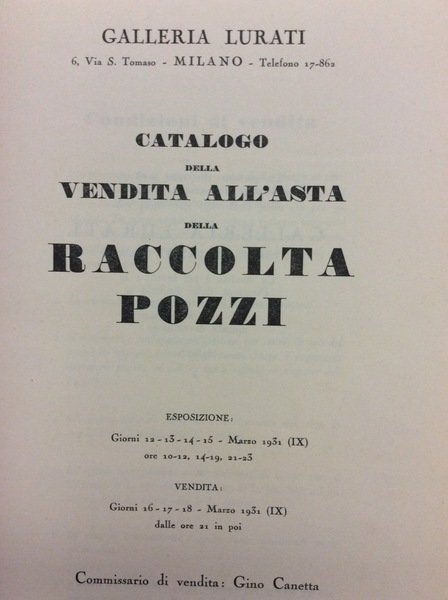 GALLERIA LURATI
6, Via S. Tomaso - MILANO - Telefono 17-862
CATALOGO
DELLA
VENDITA ALL'ASTA
DELLA
RACCOLTA
POZZI
ESPOSIZIONE:
Giorni 12-13-14-15 - Marzo 1931 (IX)
ore 10-12, 14-19, 21-23
VENDITA:
Giorni 16-17-18 - Marzo 1931 (IX)
dalle ore 21 in poi
Commissario di vendita: Gino Canetta